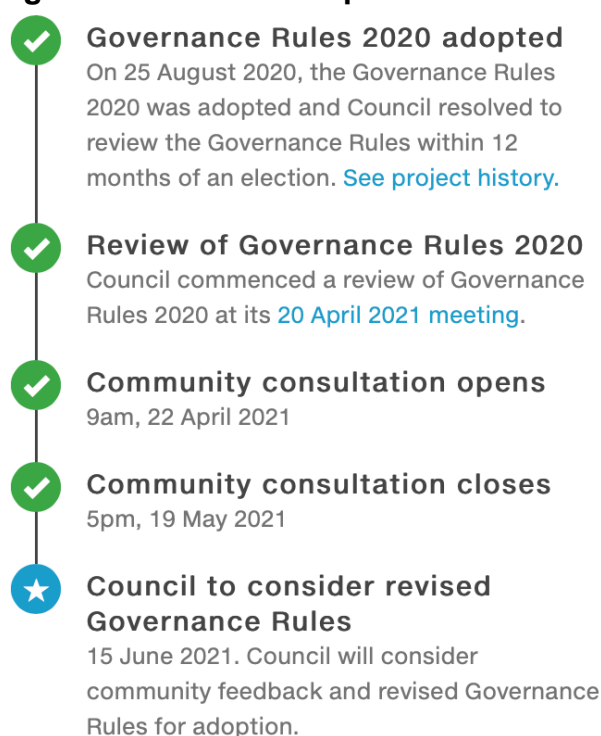 Governance Rules 2020 adopted
On 25 August 2020, the Governance Rules
2020 was adopted and Council resolved to
review the Governance Rules within 12
months of an election. See project history.
Review of Governance Rules 2020
Council commenced a review of Governance
Rules 2020 at its 20 April 2021 meeting.
Community consultation opens
9am, 22 April 2021
Community consultation closes
5pm, 19 May 2021
Council to consider revised
Governance Rules
15 June 2021. Council will consider
community feedback and revised Governance
Rules for adoption.